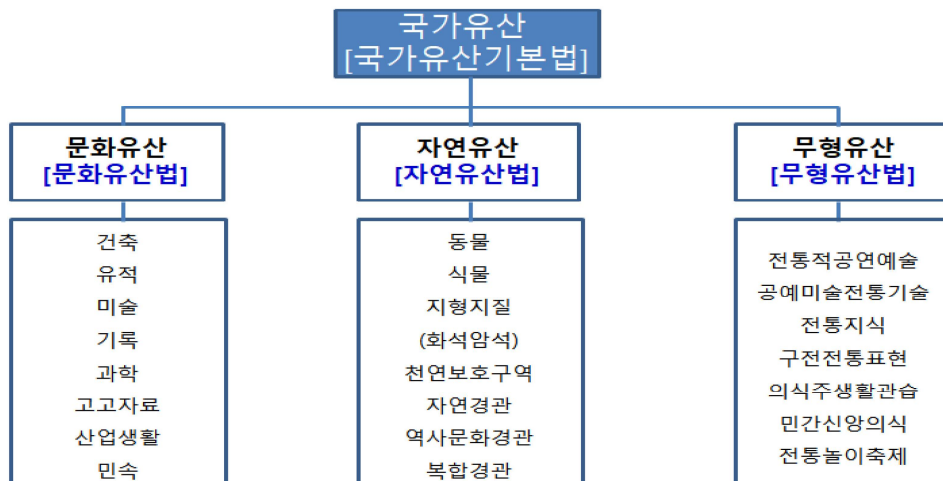 국가유산
[국가유산기본법]
문화유산
[문화유산법]
건축
유적
미술
기록
과학
고고자료
산업생활
민속
자연유산
[자연유산법]
동물
식물
지형지질
(화석암석)
천연보호구역
자연경관
역사문화경관
복합경관
무형유산
[무형유산법]
전통적공연예술
공예미술전통기술
전통지식
구전전통표현
의식주생활관습
민간신앙의식
전통놀이축제